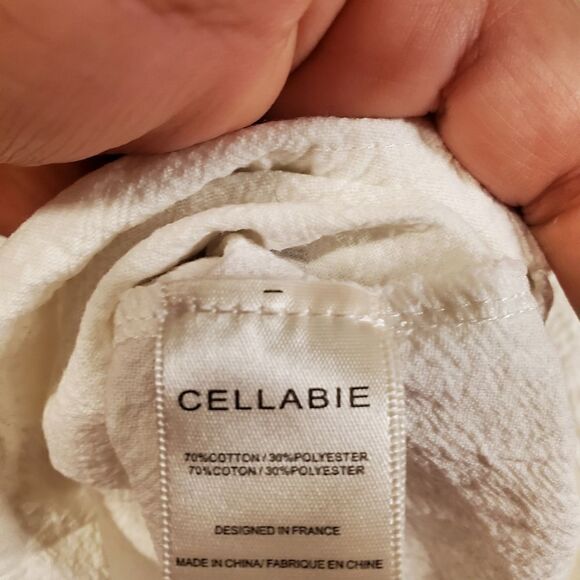 CELLABIE
70%COTTON / 30%POLYESTER
70%COTON / 30%POLYESTER
DESIGNED IN FRANCE
MADE IN CHINA/ FABRIQUE EN CHINE